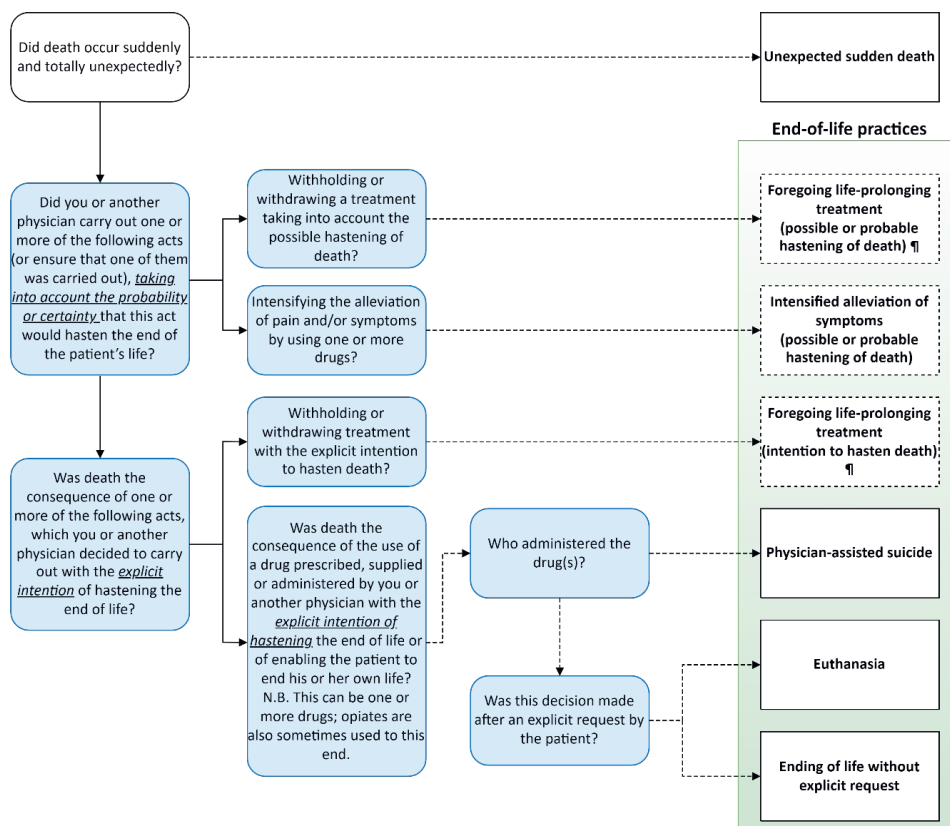 Did death occur suddenly
and totally unexpectedly?
Unexpected sudden death
End-of-life practices
Did you or another
physician carry out one or
more of the following acts
(or ensure that one of them
was carried out), taking
into account the probability
or certainty that this act
would hasten the end of
the patient's life?
Withholding or
withdrawing a treatment
taking into account the
possible hastening of
death?
Foregoing life-prolonging
treatment
(possible or probable
hastening of death) ¶
Intensifying the alleviation
of pain and/or symptoms
by using one or more
drugs?
Intensified alleviation of
symptoms
(possible or probable
hastening of death)
Withholding or
withdrawing treatment
with the explicit intention
to hasten death?
Foregoing life-prolonging
treatment
(intention to hasten death)
¶
Was death the
consequence of one or
more of the following acts,
which you or another
physician decided to carry
out with the explicit
intention of hastening the
end of life?
Was death the
consequence of the use of
a drug prescribed, supplied
or administered by you or
another physician with the
explicit intention of
hastening the end of life or
of enabling the patient to
end his or her own life?
N.B. This can be one or
more drugs; opiates are
also sometimes used to this
end.
Who administered the
drug(s)?
Physician-assisted suicide
Was this decision made
after an explicit request by
the patient?
Euthanasia
Ending of life without
explicit request